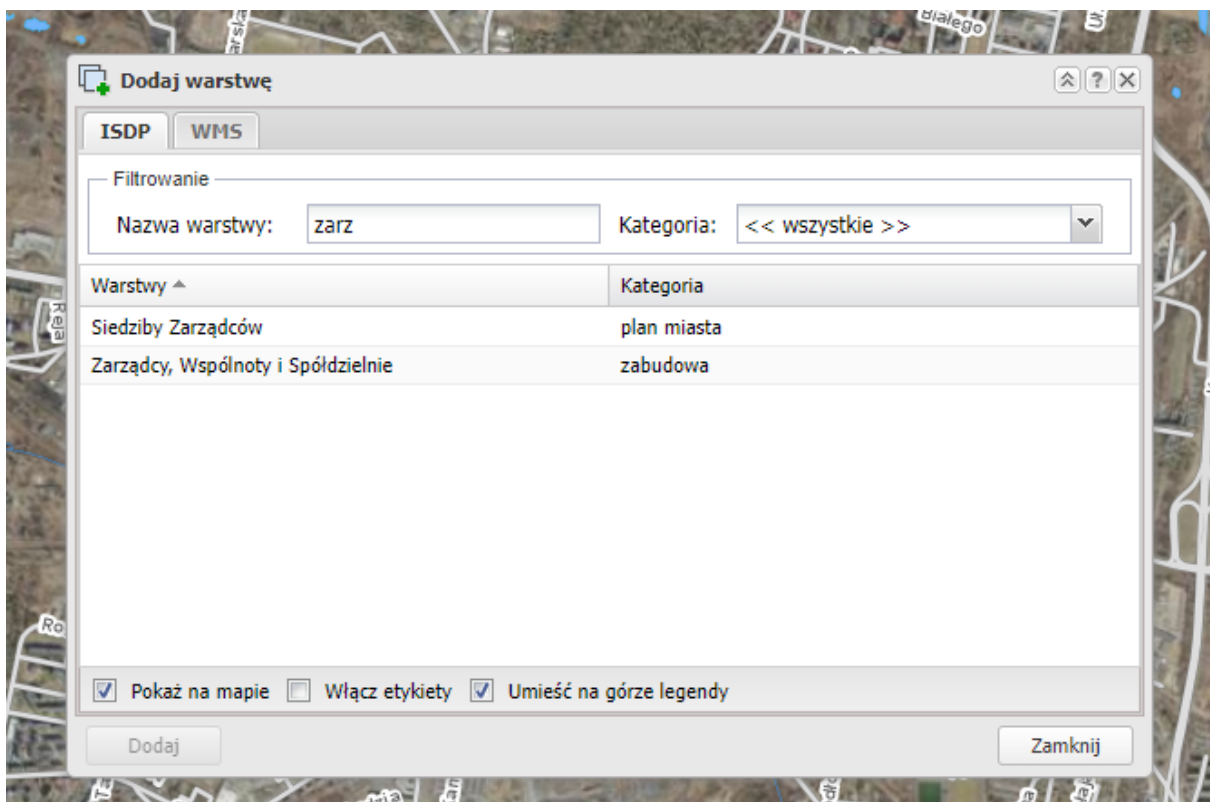 Białego
Dodaj warstwę
ISDP WMS
Filtrowanie
Nazwa warstwy: zarz Kategoria: << wszystkie >>
Warstwy Kategoria
Siedziby Zarządców plan miasta
Zarządcy, Wspólnoty i Spółdzielnie zabudowa
Reja
Ro
Pokaż na mapie Włącz etykiety Umieść na górze legendy
Dodaj Zamknij